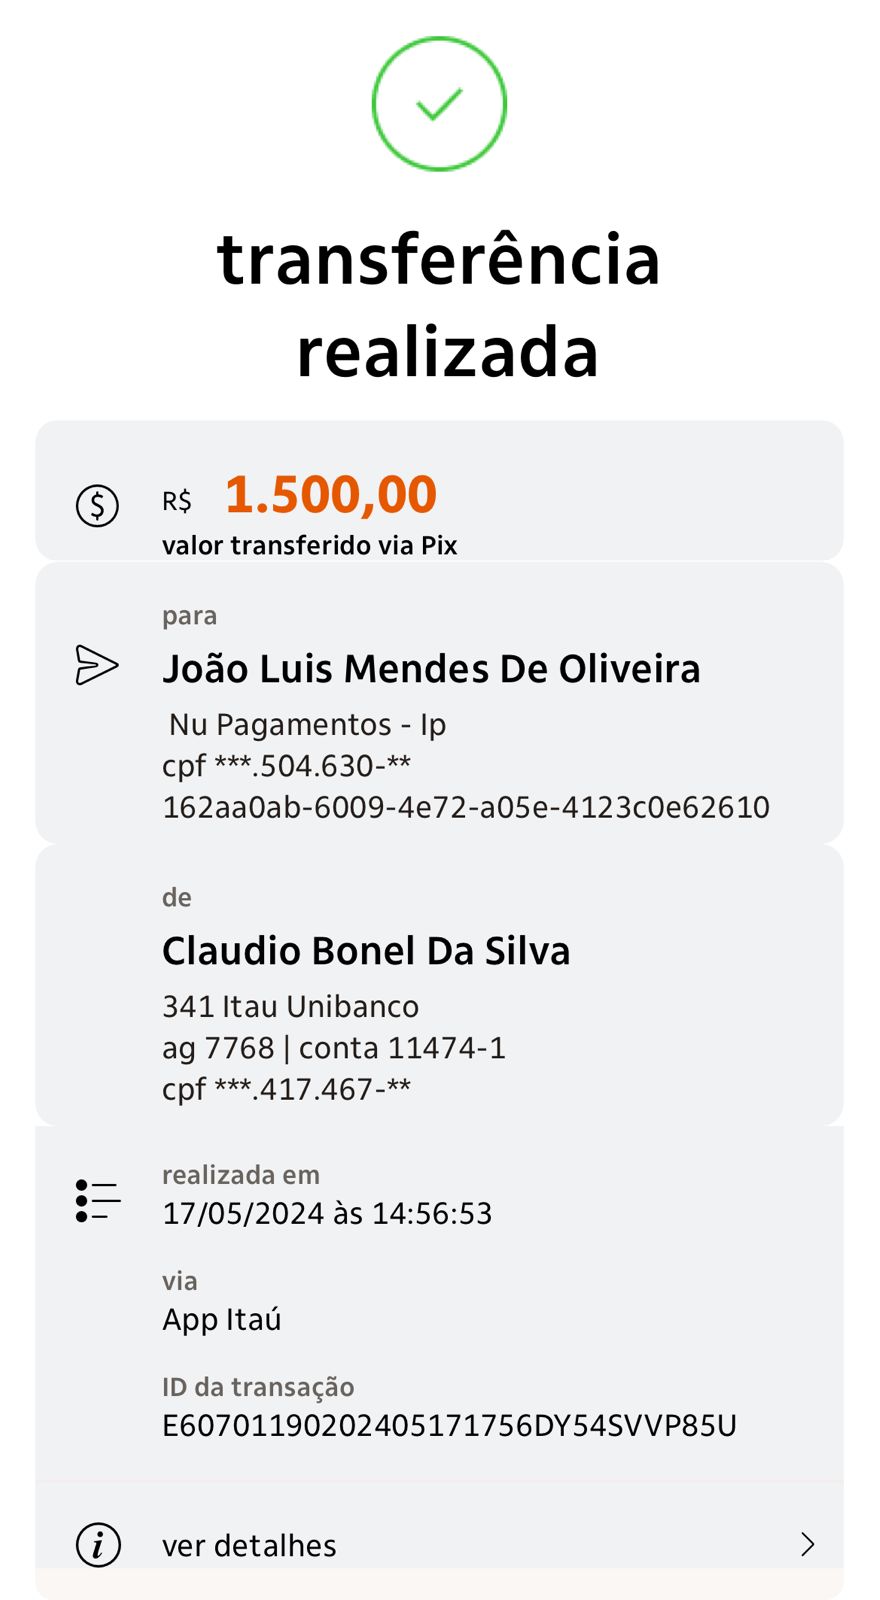 transferência
realizada
R$ 1.500,00
valor transferido via Pix
para
João Luis Mendes De Oliveira
Nu Pagamentos - Ip
cpf ***.504.630-**
162aa0ab-6009-4e72-a05e-4123c0e62610
de
Claudio Bonel Da Silva
341 Itau Unibanco
ag 7768 | conta 11474-1
cpf ***.417.467-**
realizada em
17/05/2024 às 14:56:53
via
App Itaú
ID da transação
E60701190202405171756DY54SVVP85U
ver detalhes